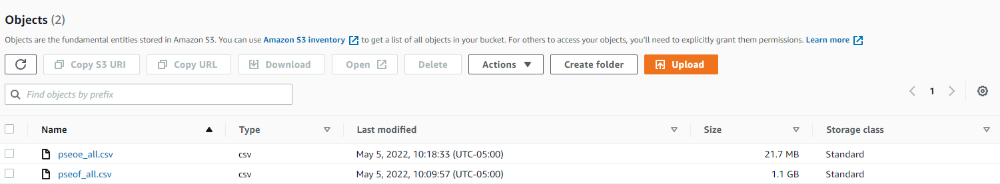 Objects (2)
Objects are the fundamental entities stored in Amazon S3. You can use Amazon S3 inventory to get a list of all objects in your bucket. For others to access your objects, you'll need to explicitly grant them permissions. Learn more
Copy S3 URI Copy URL Download Open Delete Actions Create folder Upload
Find objects by prefix 1
Name Type Last modified Size Storage class
pseoe_all.csv csv May 5, 2022, 10:18:33 (UTC-05:00) 21.7 MB Standard
pseof_all.csv csv May 5, 2022, 10:09:57 (UTC-05:00) 1.1 GB Standard